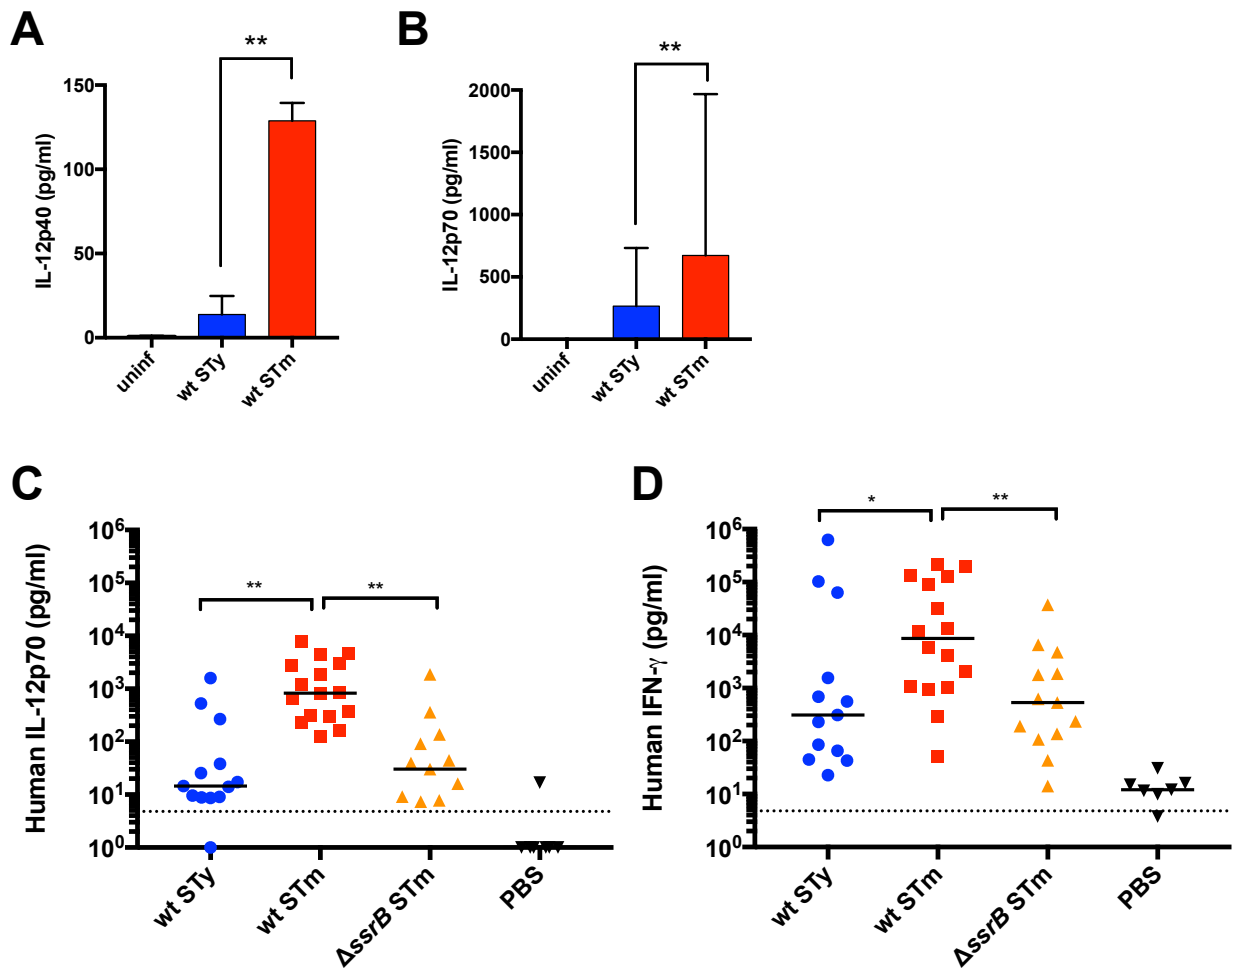 A
**
IL-12p40 (pg/ml)
150
100
50
0
uninf
wt STy
wt STm
B
**
IL-12p70 (pg/ml)
2000
1500
1000
500
0
uninf
wt STy
wt STm
C
Human IL-12p70 (pg/ml)
10⁶
10⁵
10⁴
10³
10²
10¹
10⁰
**
**
wt STy
wt STm
ΔssrB STm
PBS
D
Human IFN-γ (pg/ml)
10⁶
10⁵
10⁴
10³
10²
10¹
10⁰
*
**
wt STy
wt STm
ΔssrB STm
PBS